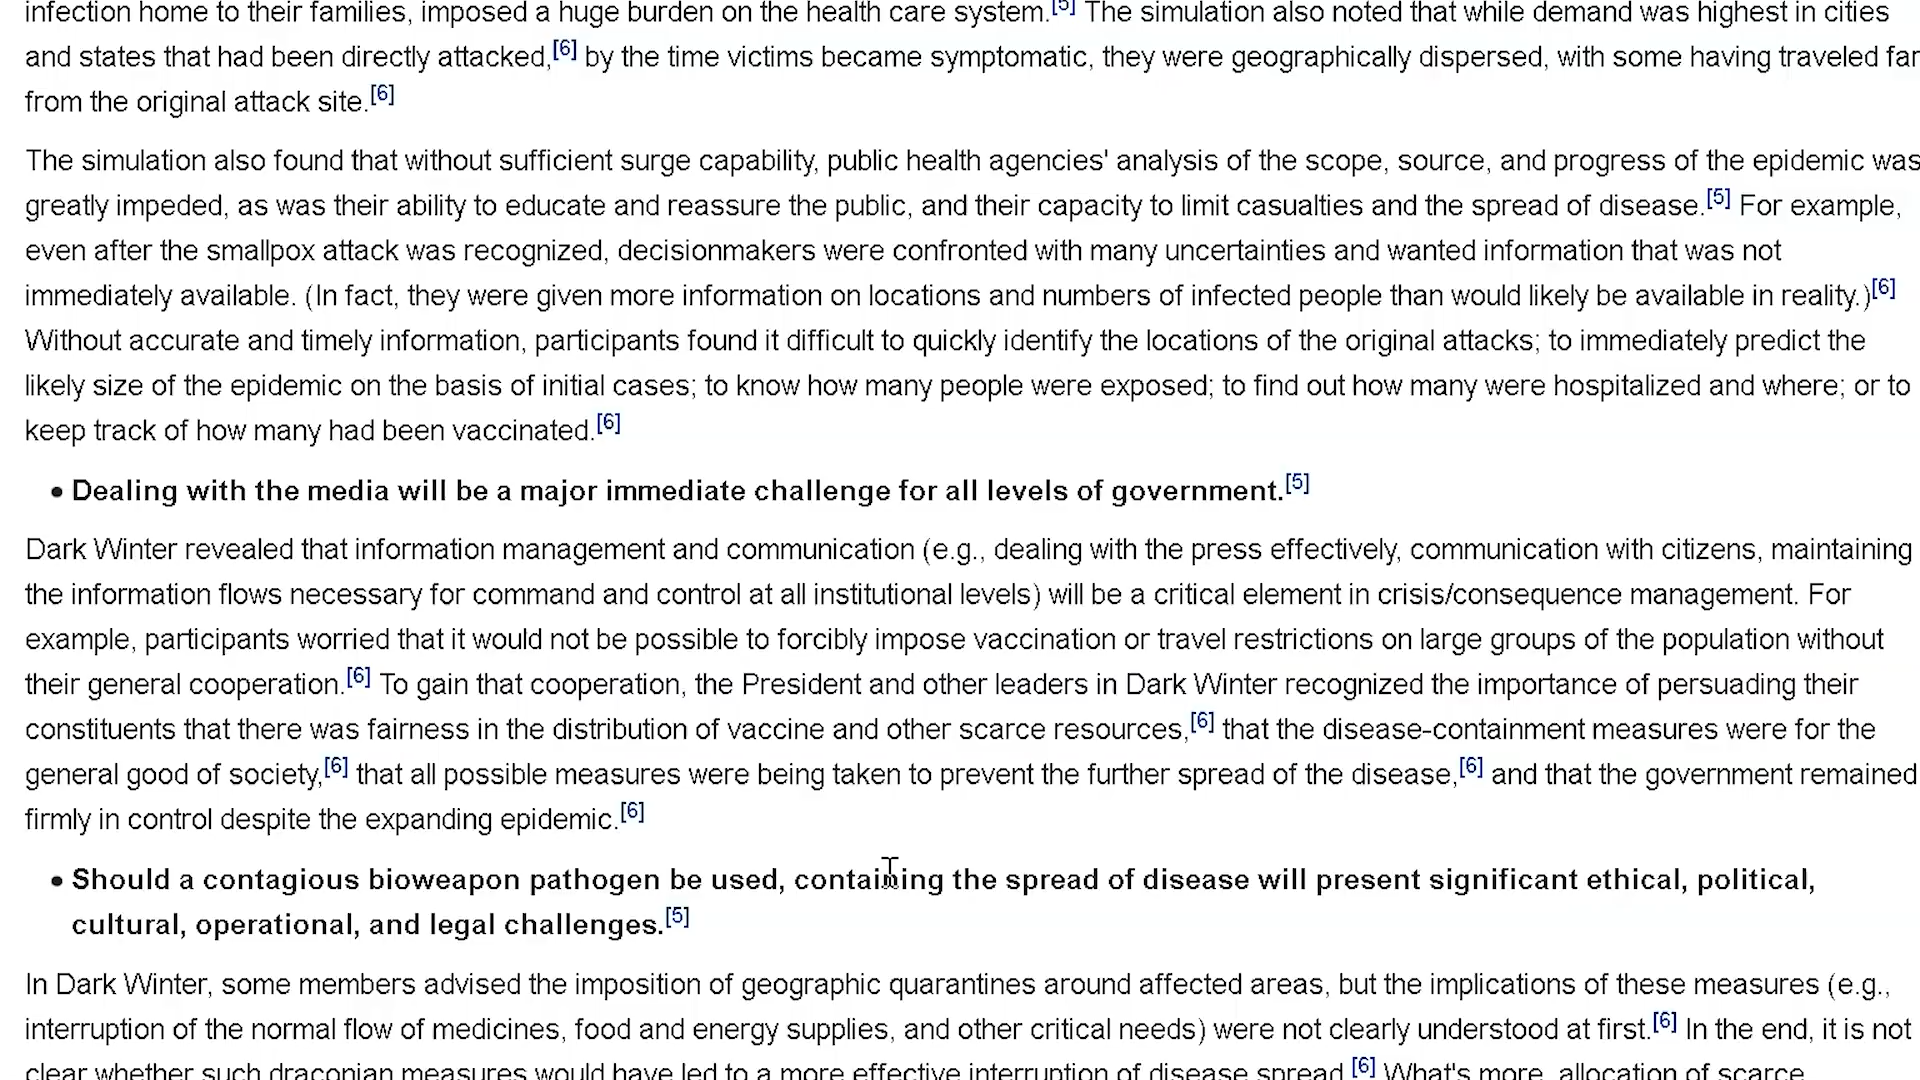 infection home to their families, imposed a huge burden on the health care system.[5] The simulation also noted that while demand was highest in cities
and states that had been directly attacked,[6] by the time victims became symptomatic, they were geographically dispersed, with some having traveled far
from the original attack site.[6]
The simulation also found that without sufficient surge capability, public health agencies' analysis of the scope, source, and progress of the epidemic was
greatly impeded, as was their ability to educate and reassure the public, and their capacity to limit casualties and the spread of disease.[5] For example,
even after the smallpox attack was recognized, decisionmakers were confronted with many uncertainties and wanted information that was not
immediately available. (In fact, they were given more information on locations and numbers of infected people than would likely be available in reality.)[6]
Without accurate and timely information, participants found it difficult to quickly identify the locations of the original attacks; to immediately predict the
likely size of the epidemic on the basis of initial cases; to know how many people were exposed; to find out how many were hospitalized and where; or to
keep track of how many had been vaccinated.[6]
• Dealing with the media will be a major immediate challenge for all levels of government.[5]
Dark Winter revealed that information management and communication (e.g., dealing with the press effectively, communication with citizens, maintaining
the information flows necessary for command and control at all institutional levels) will be a critical element in crisis/consequence management. For
example, participants worried that it would not be possible to forcibly impose vaccination or travel restrictions on large groups of the population without
their general cooperation.[6] To gain that cooperation, the President and other leaders in Dark Winter recognized the importance of persuading their
constituents that there was fairness in the distribution of vaccine and other scarce resources,[6] that the disease-containment measures were for the
general good of society,[6] that all possible measures were being taken to prevent the further spread of the disease,[6] and that the government remained
firmly in control despite the expanding epidemic.[6]
• Should a contagious bioweapon pathogen be used, containing the spread of disease will present significant ethical, political,
cultural, operational, and legal challenges.[5]
In Dark Winter, some members advised the imposition of geographic quarantines around affected areas, but the implications of these measures (e.g.,
interruption of the normal flow of medicines, food and energy supplies, and other critical needs) were not clearly understood at first.[6] In the end, it is not
clear whether such draconian measures would have led to a more effective interruption of disease spread.[6] What's more, allocation of scarce